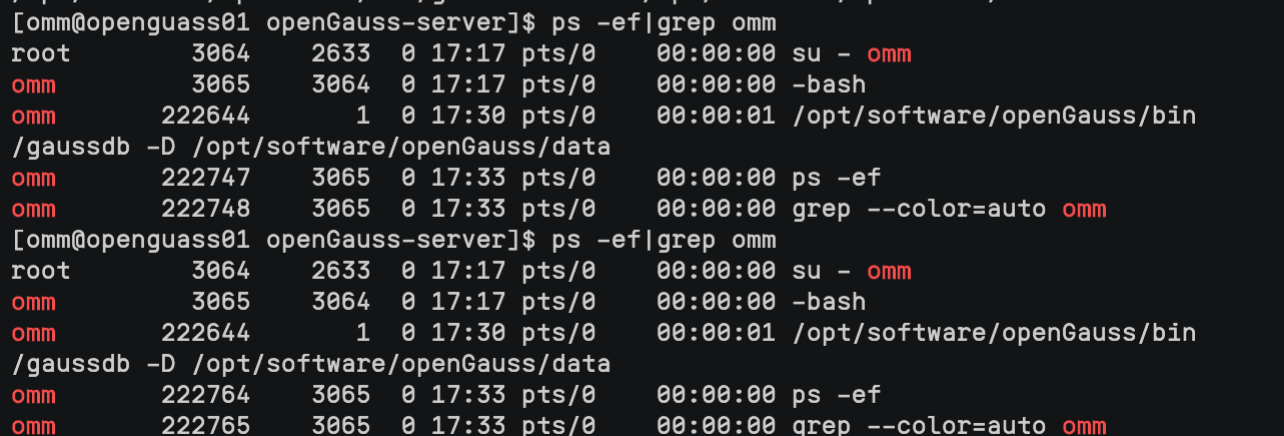 [omm@openguass01 openGauss-server]$ ps -ef|grep omm
root        3064    2633  0 17:17 pts/0    00:00:00 su - omm
omm         3065    3064  0 17:17 pts/0    00:00:00 -bash
omm       222644       1  0 17:30 pts/0    00:00:01 /opt/software/openGauss/bin
/gaussdb -D /opt/software/openGauss/data
omm       222747    3065  0 17:33 pts/0    00:00:00 ps -ef
omm       222748    3065  0 17:33 pts/0    00:00:00 grep --color=auto omm
[omm@openguass01 openGauss-server]$ ps -ef|grep omm
root        3064    2633  0 17:17 pts/0    00:00:00 su - omm
omm         3065    3064  0 17:17 pts/0    00:00:00 -bash
omm       222644       1  0 17:30 pts/0    00:00:01 /opt/software/openGauss/bin
/gaussdb -D /opt/software/openGauss/data
omm       222764    3065  0 17:33 pts/0    00:00:00 ps -ef
omm       222765    3065  0 17:33 pts/0    00:00:00 grep --color=auto omm